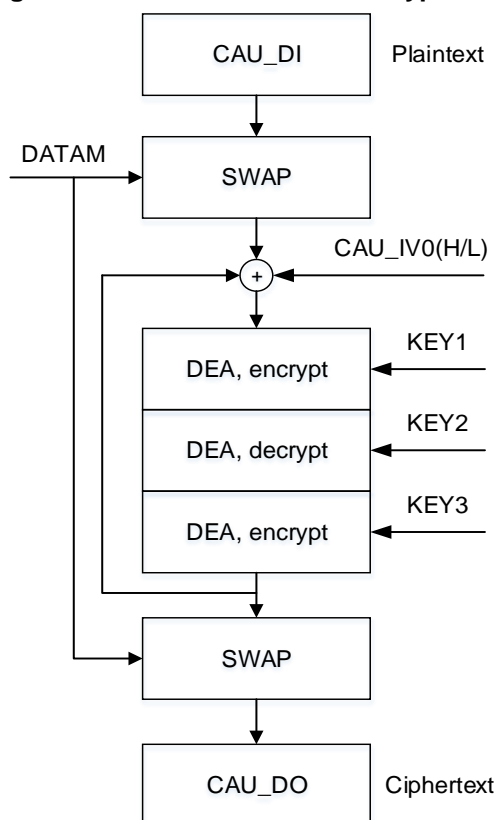 CAU_DI Plaintext
DATAM
SWAP
CAU_IV0(H/L)
+
KEY1
DEA, encrypt
KEY2
DEA, decrypt
KEY3
DEA, encrypt
SWAP
CAU_DO Ciphertext